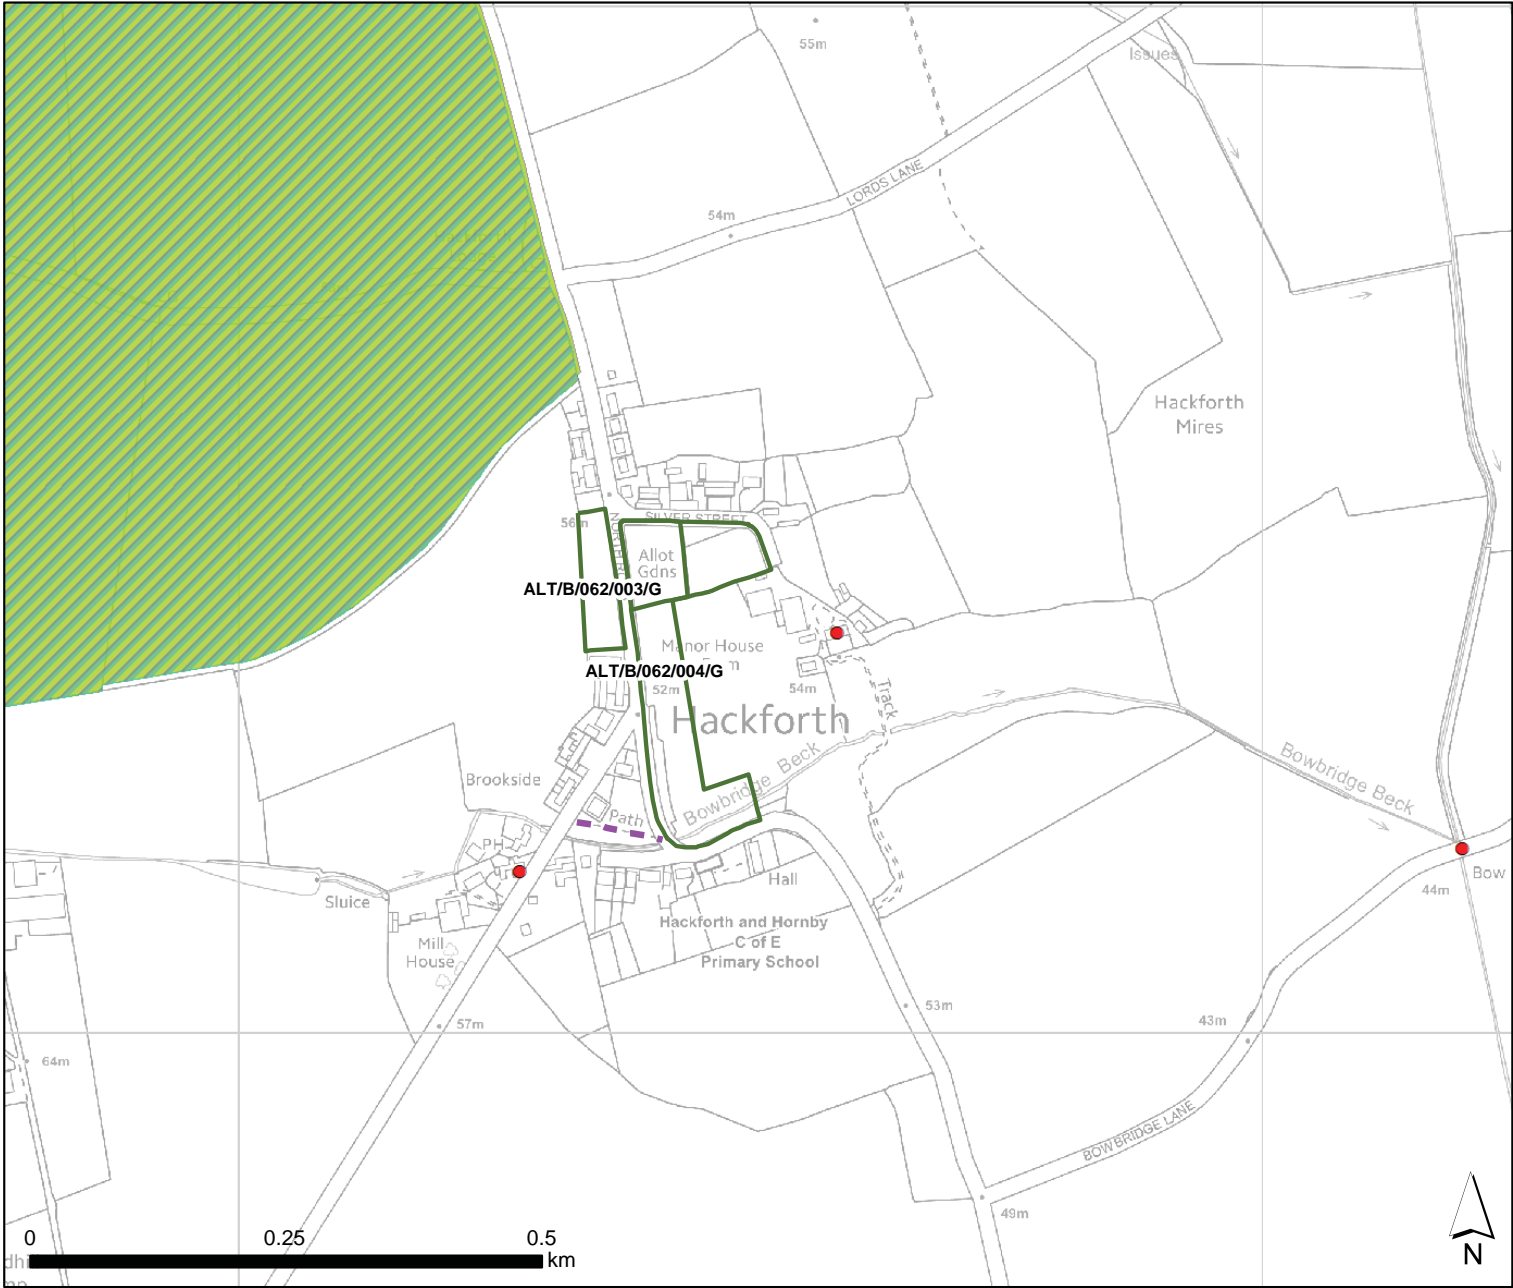 55m
Issues
LORDS LANE
54m
Hackforth
Mires
56m
SILVER STREET
Allot
Gdns
ALT/B/062/003/G
Manor House
ALT/B/062/004/G
52m
54m
Track
Hackforth
Bowbridge Beck
Bowbridge Beck
Brookside
Path
PH
Hall
Bow
44m
Sluice
Hackforth and Hornby
C of E
Primary School
Mill
House
57m
53m
43m
64m
BOWBRIDGE LANE
49m
0
0.25
0.5
km
N